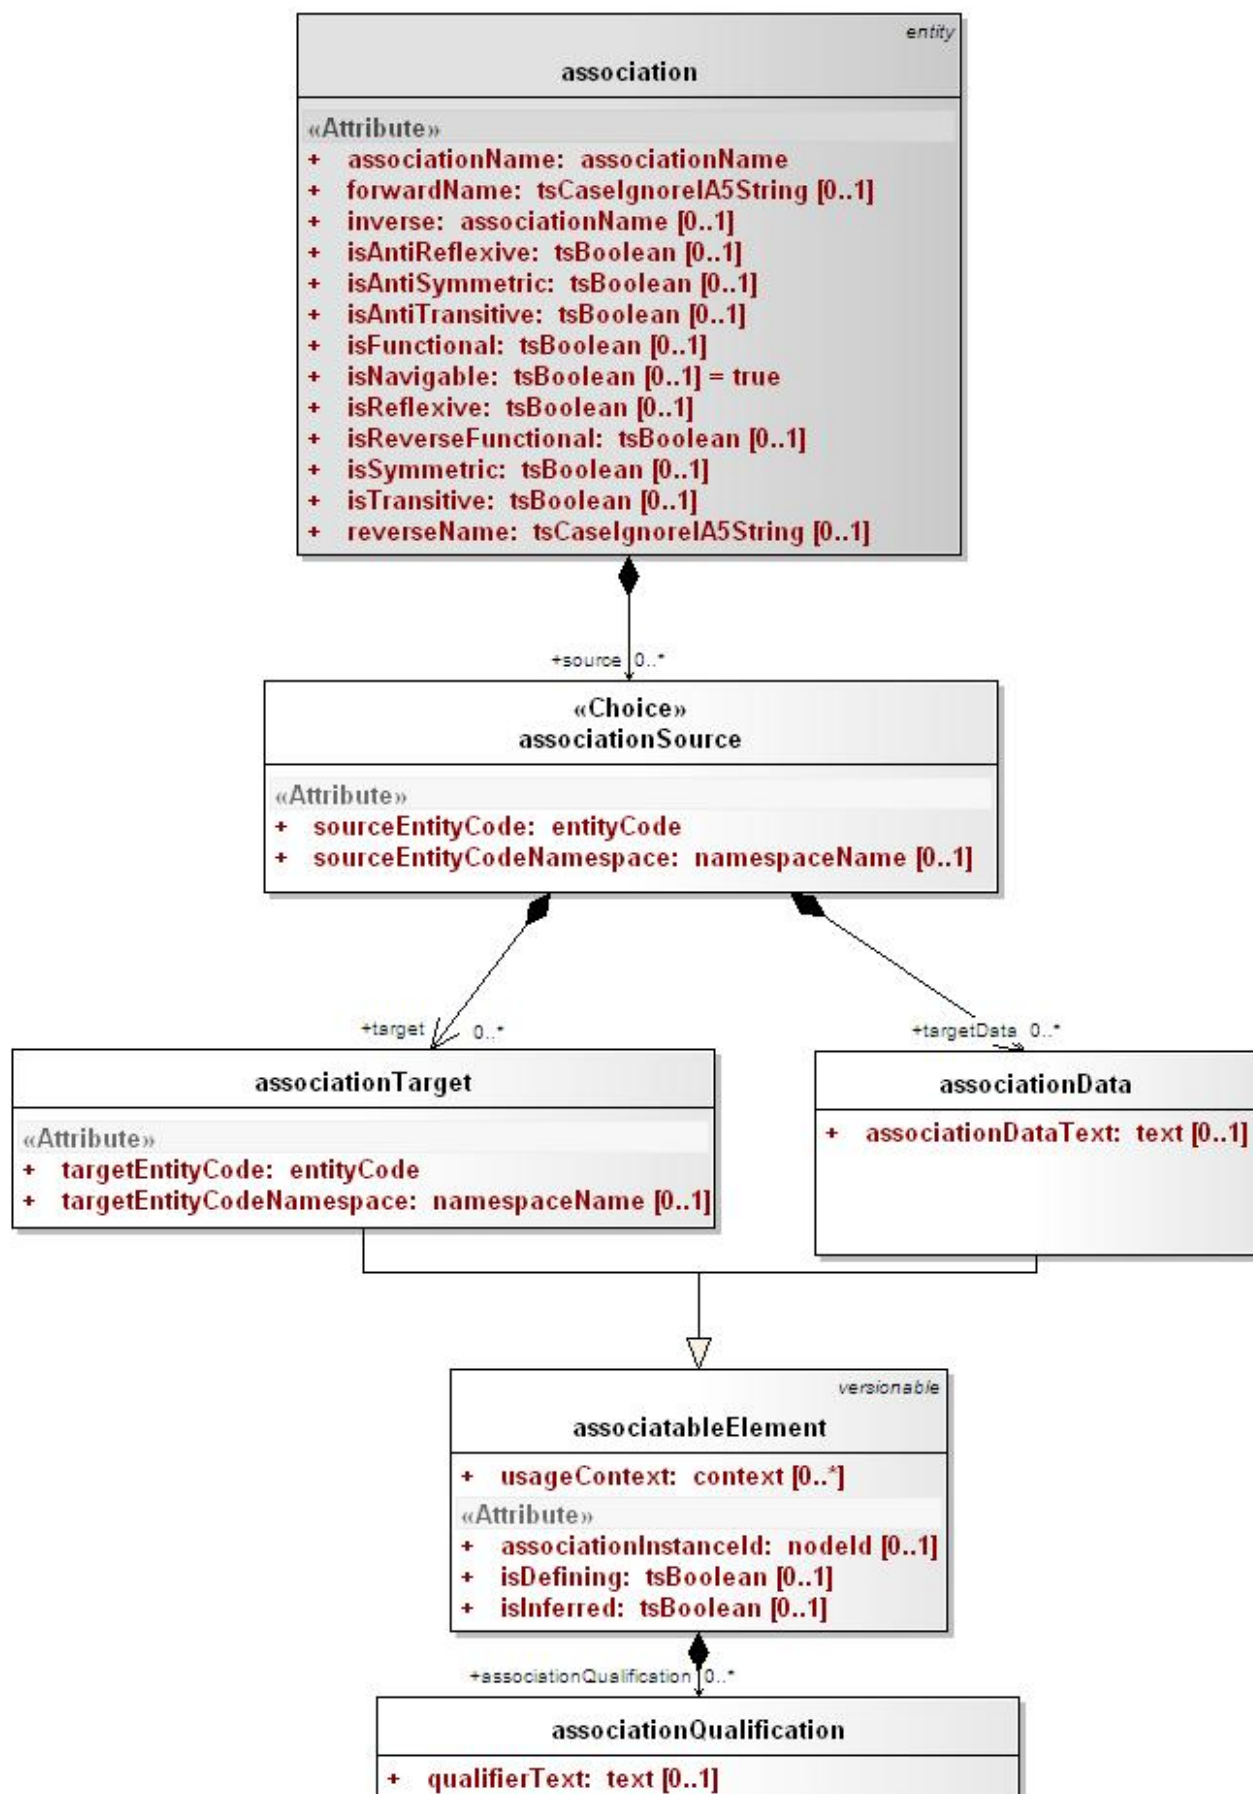 entity
association
«Attribute»
+ associationName: associationName
+ forwardName: tsCaseIgnoreIA5String [0..1]
+ inverse: associationName [0..1]
+ isAntiReflexive: tsBoolean [0..1]
+ isAntiSymmetric: tsBoolean [0..1]
+ isAntiTransitive: tsBoolean [0..1]
+ isFunctional: tsBoolean [0..1]
+ isNavigable: tsBoolean [0..1] = true
+ isReflexive: tsBoolean [0..1]
+ isReverseFunctional: tsBoolean [0..1]
+ isSymmetric: tsBoolean [0..1]
+ isTransitive: tsBoolean [0..1]
+ reverseName: tsCaseIgnoreIA5String [0..1]
+source 0..*
«Choice»
associationSource
«Attribute»
+ sourceEntityCode: entityCode
+ sourceEntityCodeNamespace: namespaceName [0..1]
+target 0..*
+targetData 0..*
associationTarget
«Attribute»
+ targetEntityCode: entityCode
+ targetEntityCodeNamespace: namespaceName [0..1]
associationData
+ associationDataText: text [0..1]
versionable
associatableElement
+ usageContext: context [0..*]
«Attribute»
+ associationInstanceId: nodeId [0..1]
+ isDefining: tsBoolean [0..1]
+ isInferred: tsBoolean [0..1]
+associationQualification 0..*
associationQualification
+ qualifierText: text [0..1]